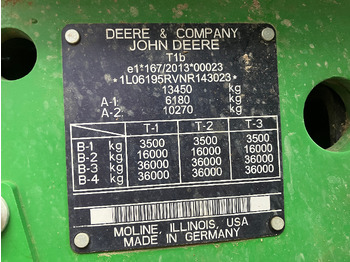 DEERE & COMPANY
JOHN DEERE
T1b
e1*167/2013*00023
*1L06195RVNR143023*
kg 13450
A-1: kg 6180
A-2: kg 10270
T-1 T-2 T-3
B-1 kg 3500 3500 3500
B-2 kg 16000 16000 16000
B-3 kg 36000 36000 36000
B-4 kg 36000 36000 36000
MOLINE, ILLINOIS, USA
MADE IN GERMANY